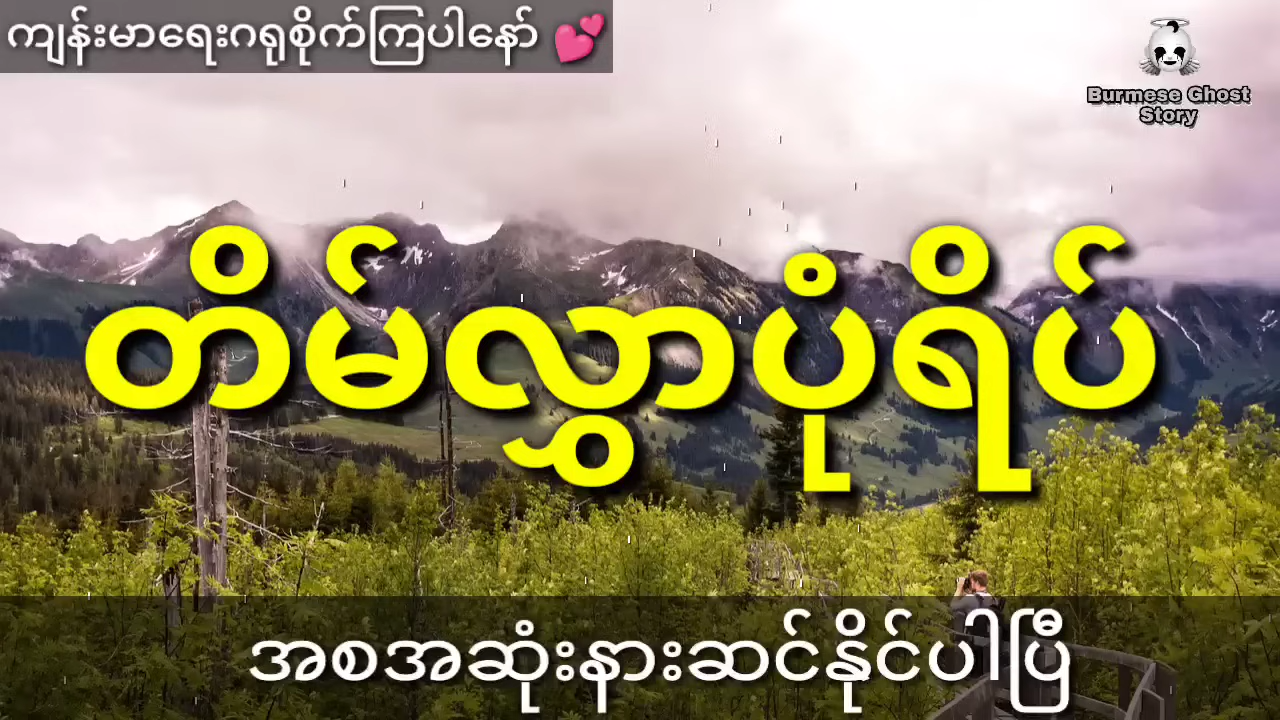 ကျန်းမာရေးဂရုစိုက်ကြပါနော် 💕
Burmese Ghost
Story
တိမ်လွှာပုံရိပ်
အစအဆုံးနားဆင်နိုင်ပါပြီ